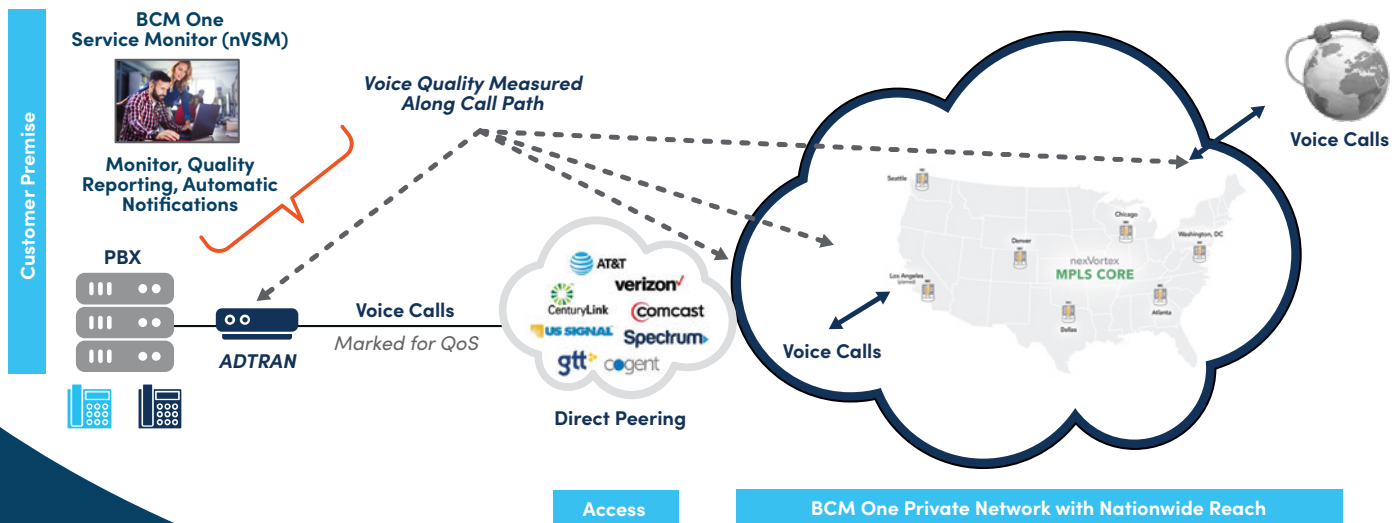 Customer Premise
BCM One
Service Monitor (nVSM)
Monitor, Quality
Reporting, Automatic
Notifications
Voice Quality Measured
Along Call Path
PBX
ADTRAN
Voice Calls
Marked for QoS
AT&T
verizon
CenturyLink
comcast
US SIGNAL
Spectrum
gtt
cogent
Direct Peering
Voice Calls
Seattle
Chicago
Denver
Washington, DC
nexVortex
MPLS CORE
Los Angeles
(planned)
Dallas
Atlanta
Voice Calls
Access
BCM One Private Network with Nationwide Reach